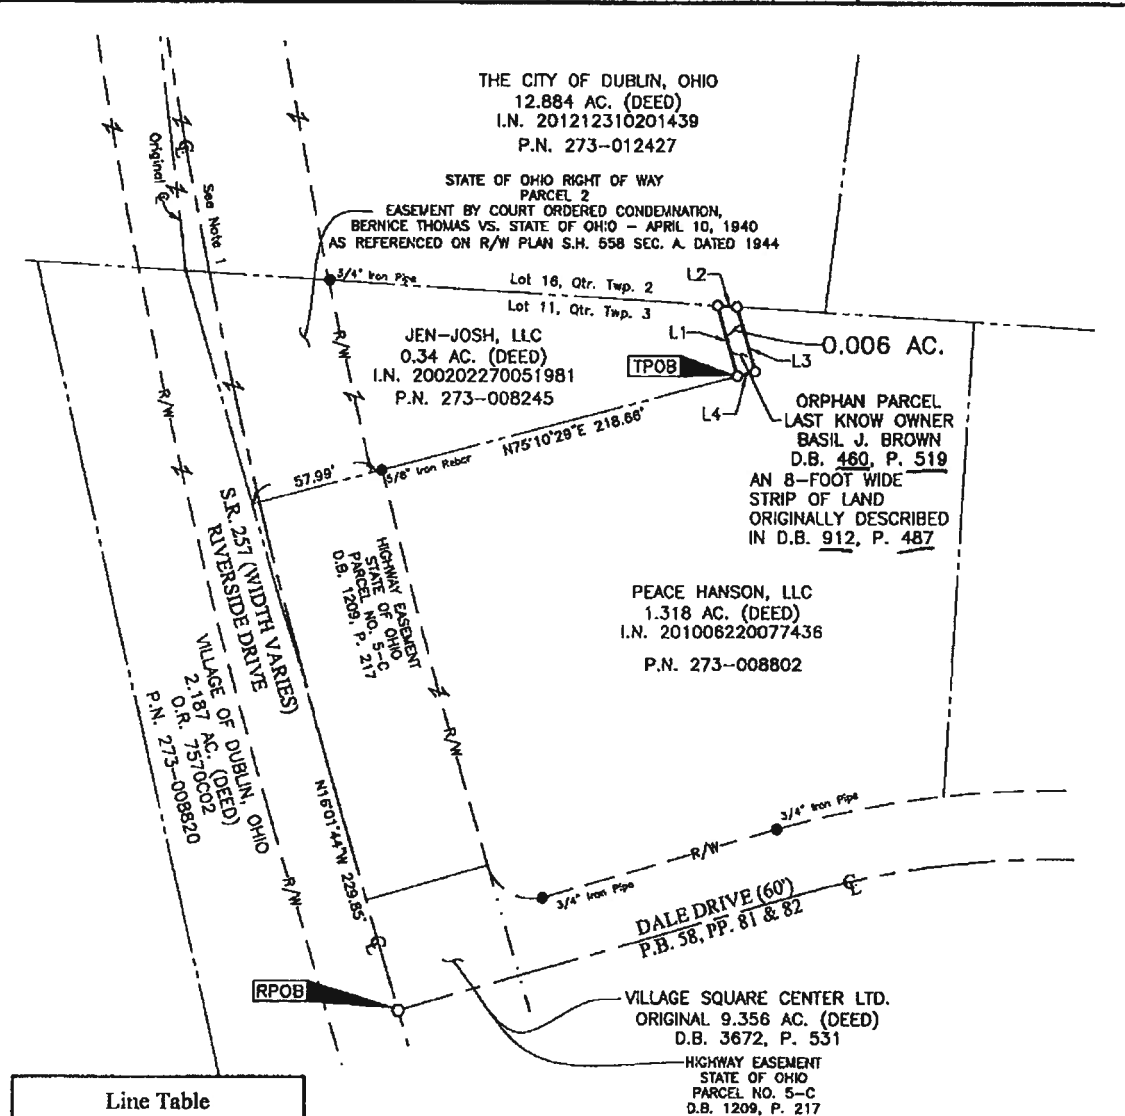 THE CITY OF DUBLIN, OHIO
12.884 AC. (DEED)
I.N. 201212310201439
P.N. 273-012427
STATE OF OHIO RIGHT OF WAY
PARCEL 2
EASEMENT BY COURT ORDERED CONDEMNATION,
BERNICE THOMAS VS. STATE OF OHIO - APRIL 10, 1940
AS REFERENCED ON R/W PLAN S.H. 558 SEC. A. DATED 1944
Original ℄
℄
See Note 1
3/4" Iron Pipe
Lot 16, Qtr. Twp. 2
Lot 11, Qtr. Twp. 3
L2
L1
L3
L4
0.006 AC.
TPOB
R/W
JEN-JOSH, LLC
0.34 AC. (DEED)
I.N. 200202270051981
P.N. 273-008245
R/W
N75°10'29"E 218.66'
5/8" Iron Rebar
57.99'
ORPHAN PARCEL
LAST KNOW OWNER
BASIL J. BROWN
D.B. 460, P. 519
AN 8-FOOT WIDE
STRIP OF LAND
ORIGINALLY DESCRIBED
IN D.B. 912, P. 487
S.R. 257 (WIDTH VARIES)
RIVERSIDE DRIVE
HIGHWAY EASEMENT
STATE OF OHIO
PARCEL NO. 5-C
D.B. 1209, P. 217
PEACE HANSON, LLC
1.318 AC. (DEED)
I.N. 201006220077436
P.N. 273-008802
VILLAGE OF DUBLIN, OHIO
2.187 AC. (DEED)
O.R. 7570C02
P.N. 273-008820
R/W
N16°01'44"W 229.85'
R/W
℄
3/4" Iron Pipe
R/W
3/4" Iron Pipe
DALE DRIVE (60')
P.B. 58, PP. 81 & 82
℄
RPOB
VILLAGE SQUARE CENTER LTD.
ORIGINAL 9.356 AC. (DEED)
D.B. 3672, P. 531
HIGHWAY EASEMENT
STATE OF OHIO
PARCEL NO. 5-C
D.B. 1209, P. 217
Line Table